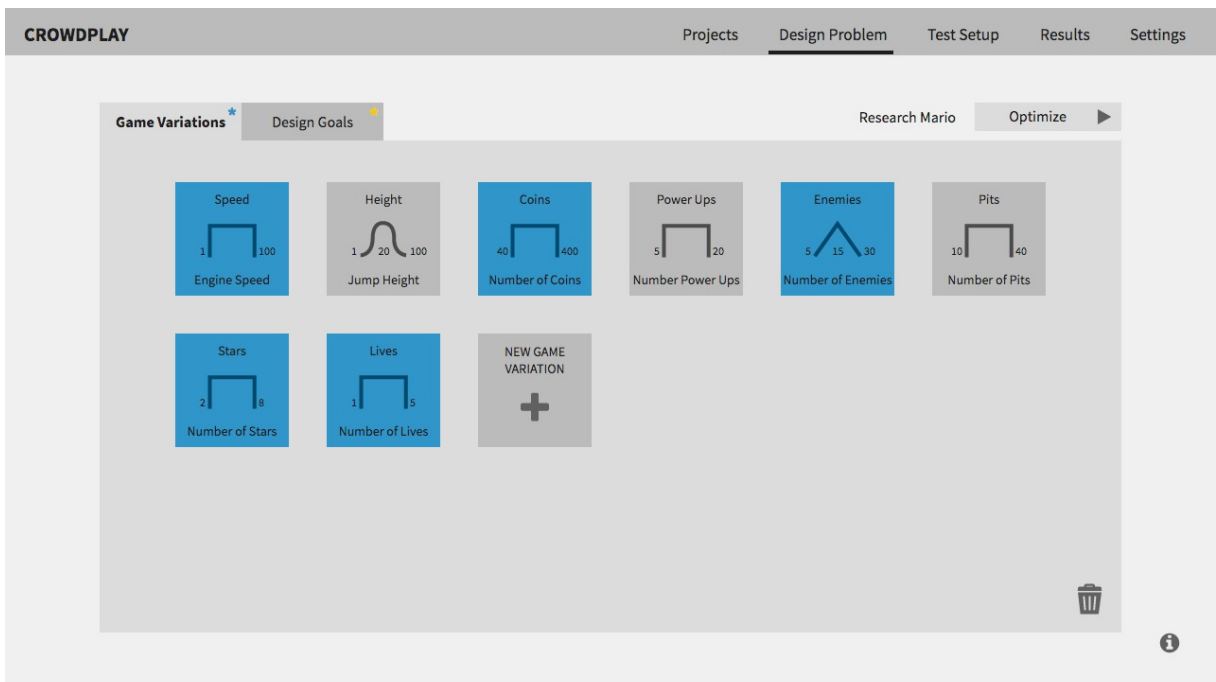 CROWDPLAY
Projects Design Problem Test Setup Results Settings
Game Variations * Design Goals *
Research Mario Optimize
Speed
1 100
Engine Speed
Height
1 20 100
Jump Height
Coins
40 400
Number of Coins
Power Ups
5 20
Number Power Ups
Enemies
5 15 30
Number of Enemies
Pits
10 40
Number of Pits
Stars
2 8
Number of Stars
Lives
1 5
Number of Lives
NEW GAME
VARIATION